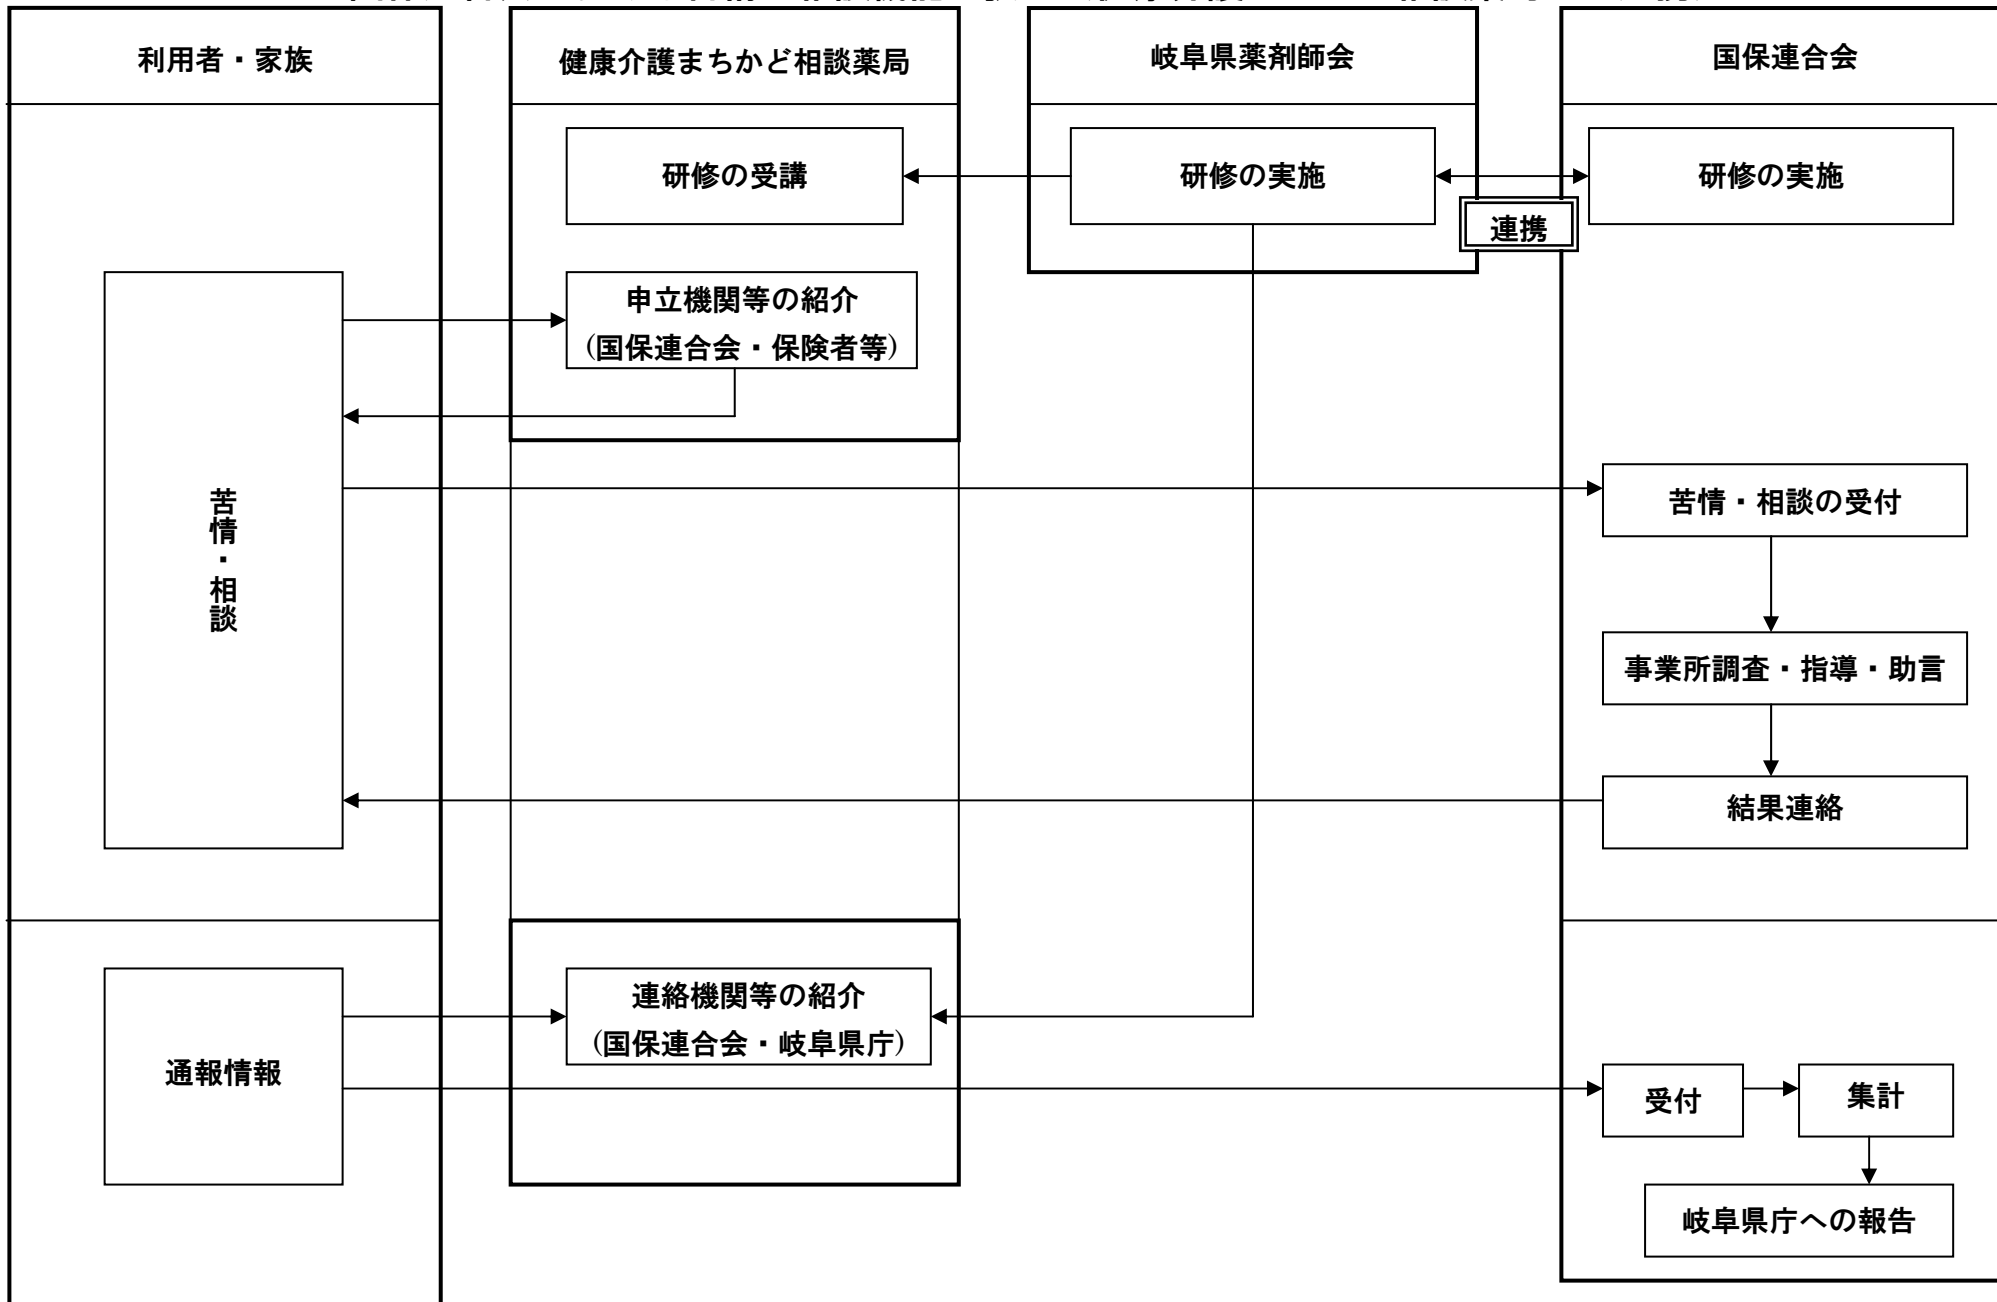 利用者・家族
健康介護まちかど相談薬局
岐阜県薬剤師会
国保連合会
研修の受講
研修の実施
研修の実施
連携
申立機関等の紹介
(国保連合会・保険者等)
苦情・相談
苦情・相談の受付
事業所調査・指導・助言
結果連絡
連絡機関等の紹介
(国保連合会・岐阜県庁)
通報情報
受付
集計
岐阜県庁への報告